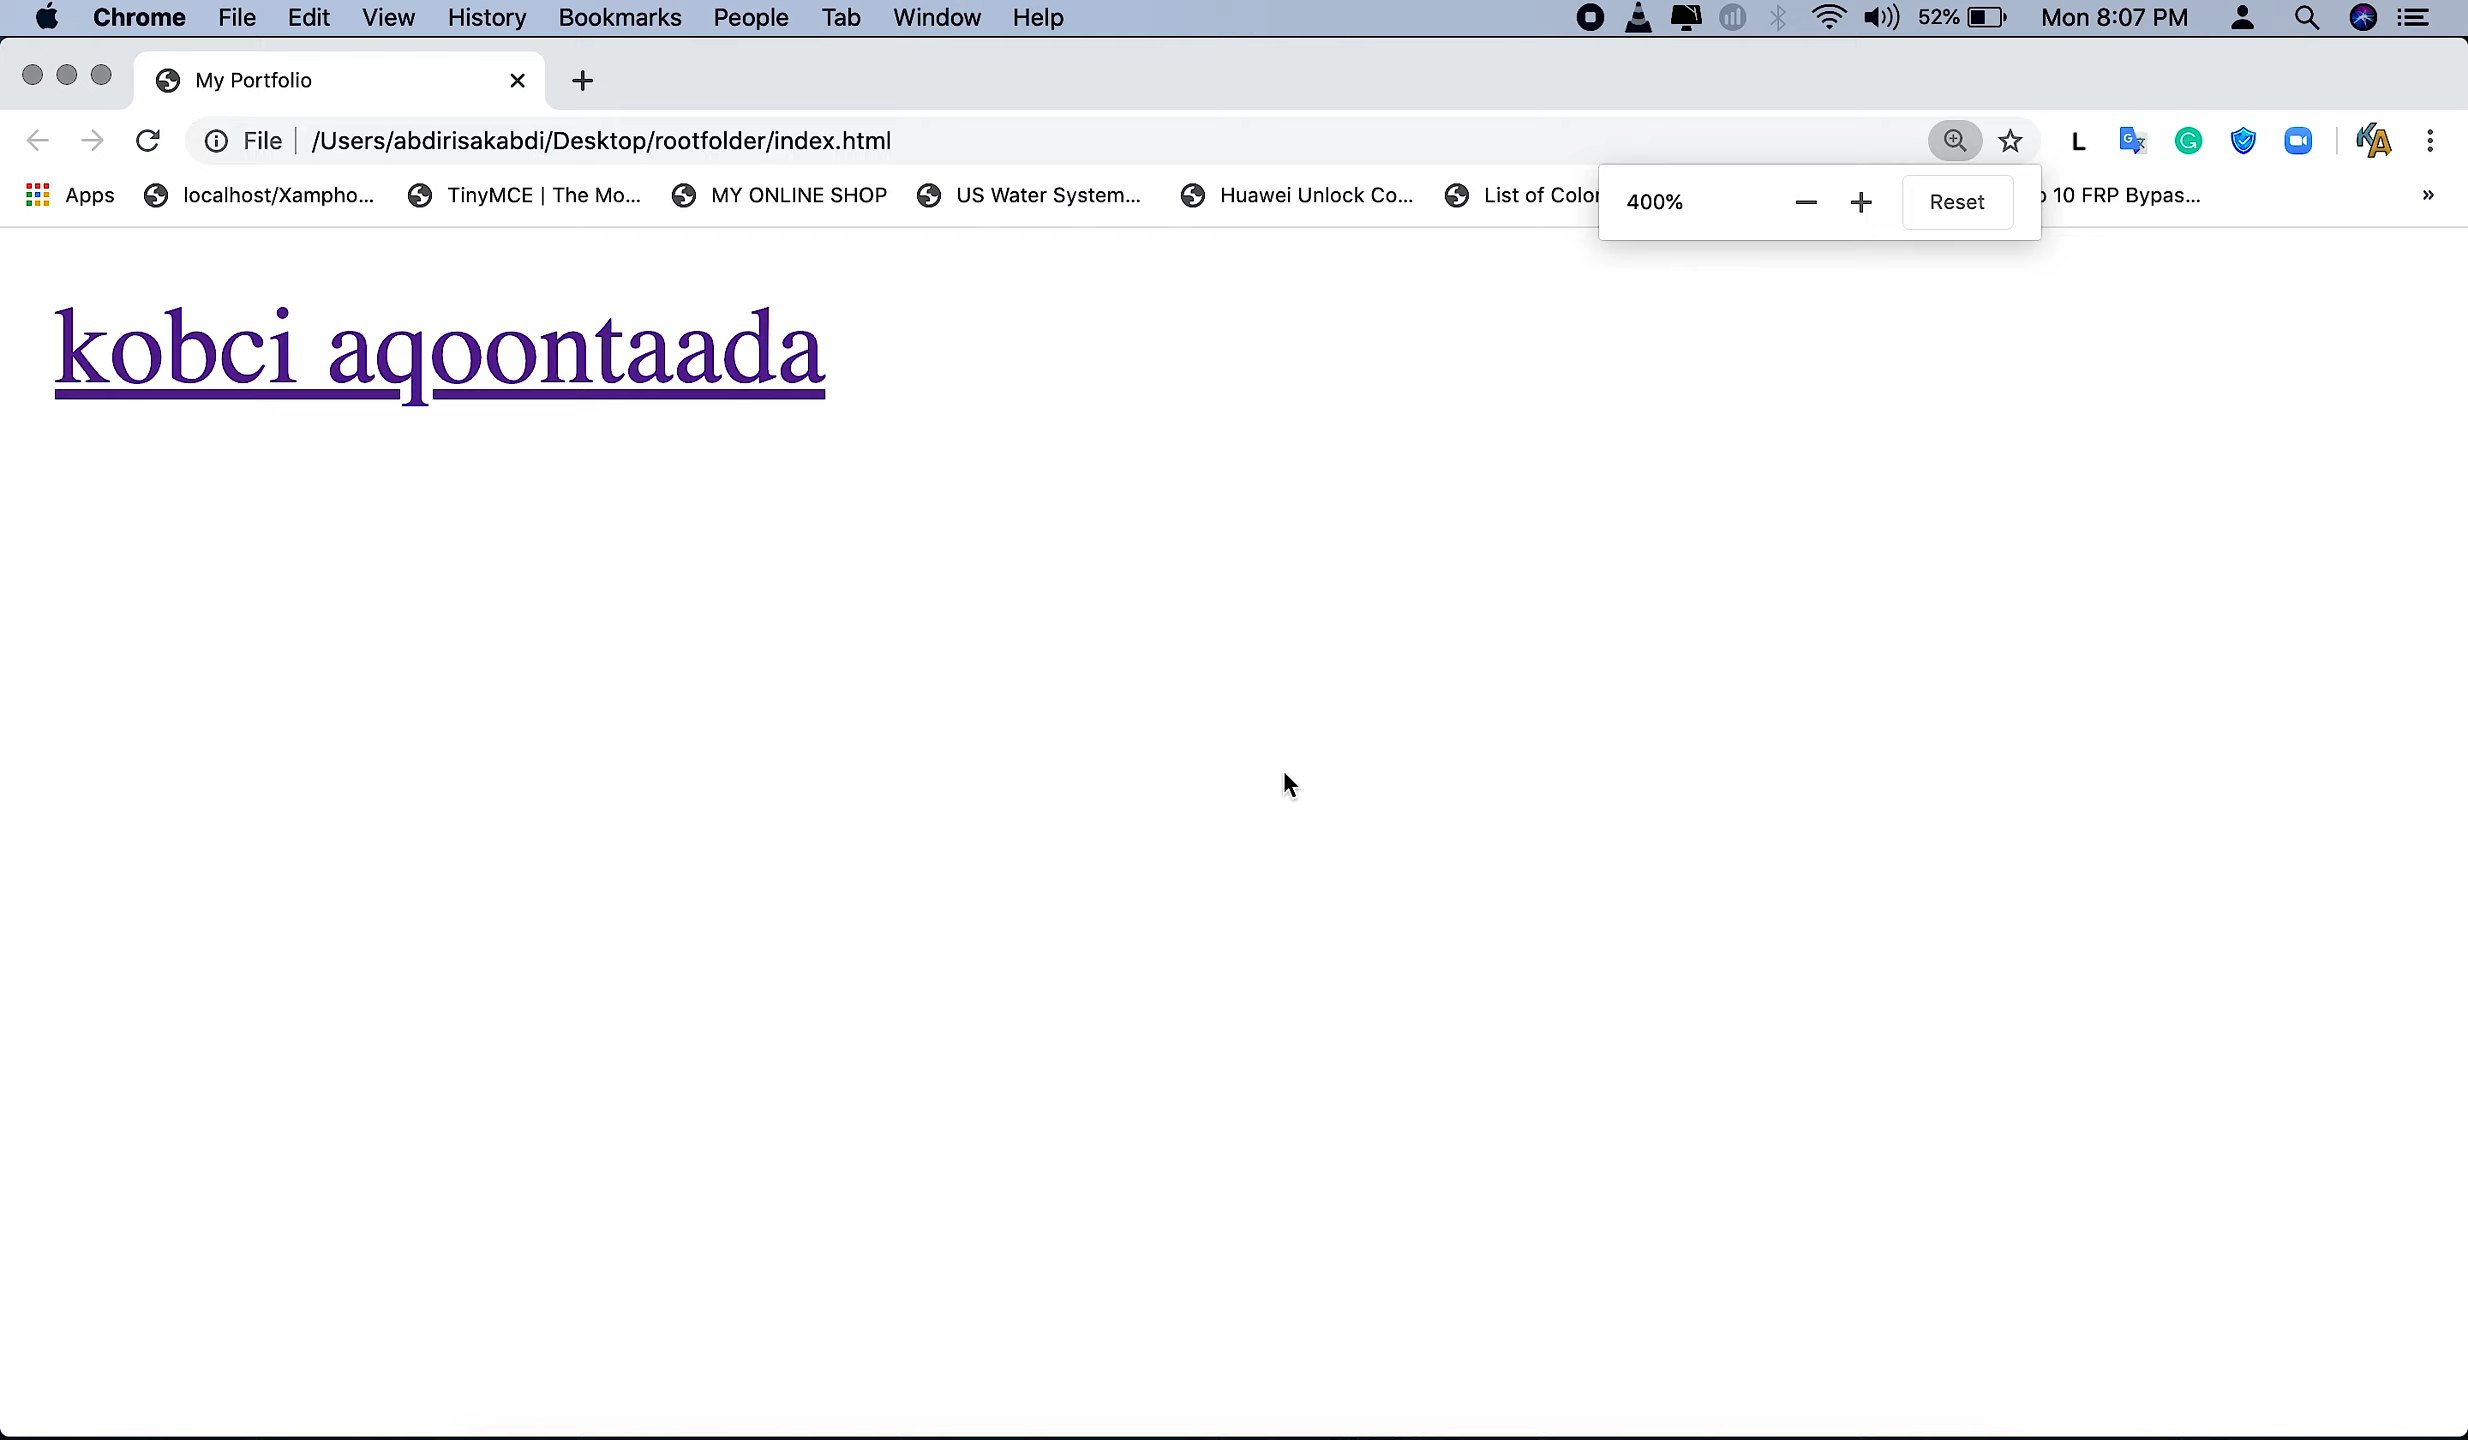 Chrome File Edit View History Bookmarks People Tab Window Help 52% Mon 8:07 PM
My Portfolio
File /Users/abdirisakabdi/Desktop/rootfolder/index.html L KA
Apps localhost/Xampho... TinyMCE | The Mo... MY ONLINE SHOP US Water System... Huawei Unlock Co... List of Color 10 FRP Bypas... »
400% Reset
kobci aqoontaada